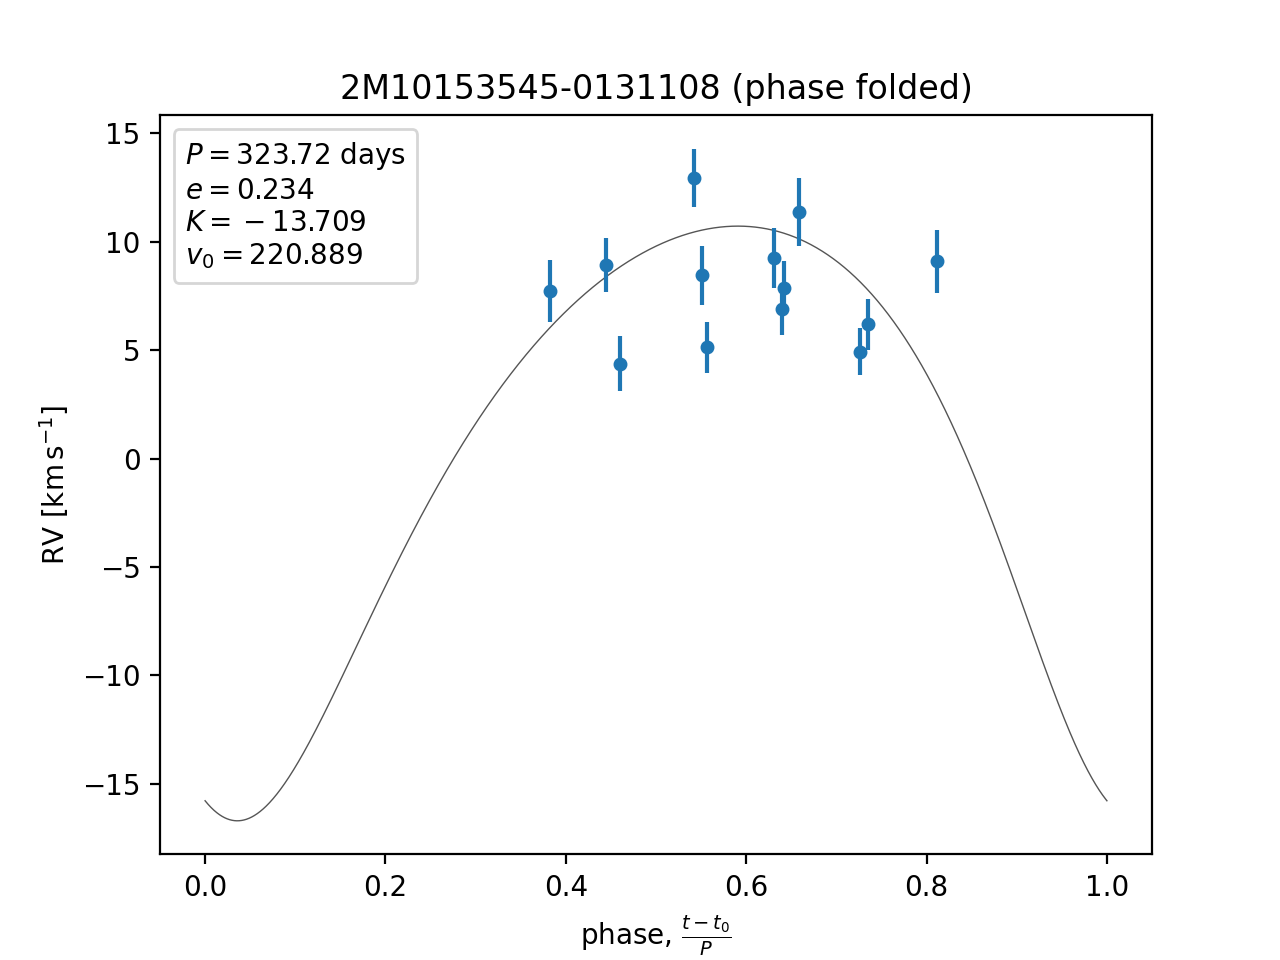 2M10153545-0131108 (phase folded)
P = 323.72 days
e = 0.234
K = −13.709
v₀ = 220.889
15
10
5
0
−5
−10
−15
RV [km s⁻¹]
0.0 0.2 0.4 0.6 0.8 1.0
phase, (t − t₀)/P